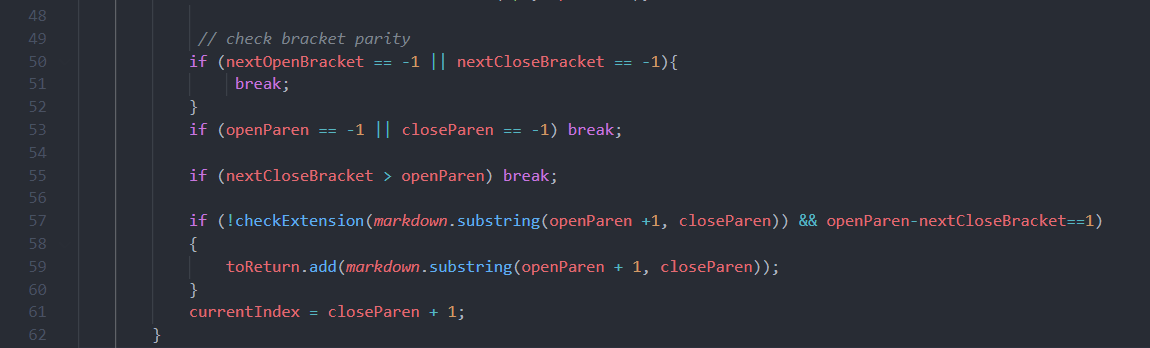 48
49 // check bracket parity
50 if (nextOpenBracket == -1 || nextCloseBracket == -1){
51 break;
52 }
53 if (openParen == -1 || closeParen == -1) break;
54
55 if (nextCloseBracket > openParen) break;
56
57 if (!checkExtension(markdown.substring(openParen +1, closeParen)) && openParen-nextCloseBracket==1)
58 {
59 toReturn.add(markdown.substring(openParen + 1, closeParen));
60 }
61 currentIndex = closeParen + 1;
62 }